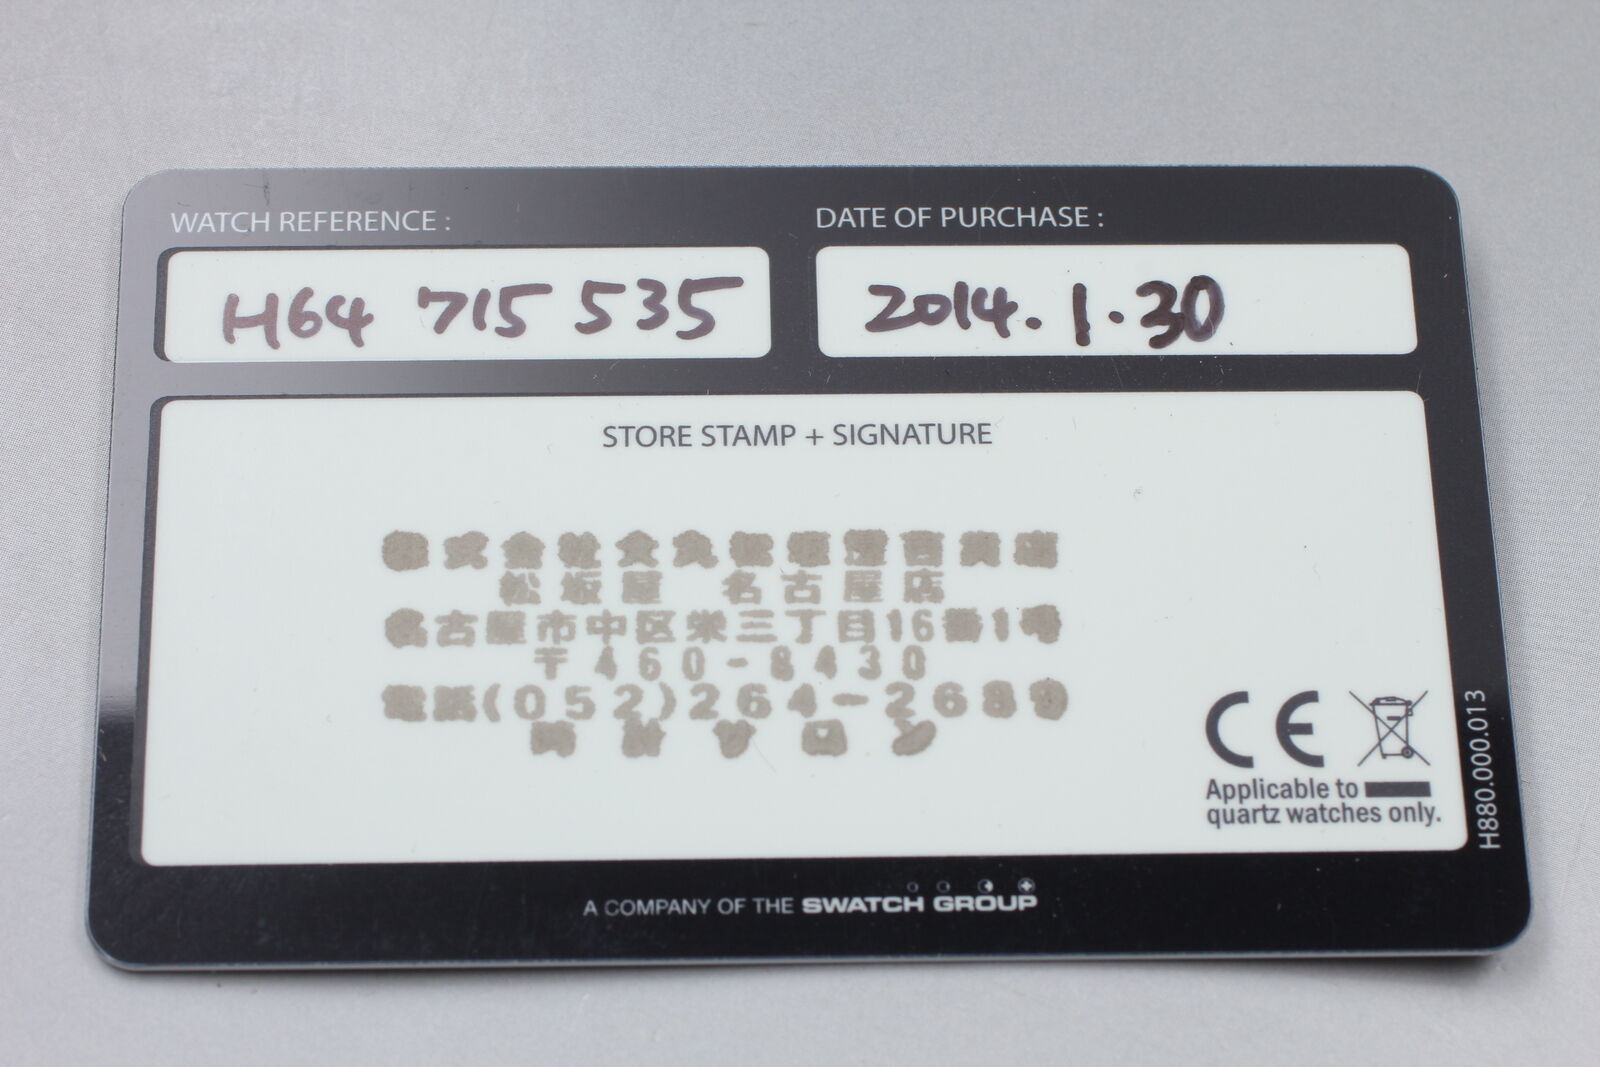 WATCH REFERENCE :
DATE OF PURCHASE :
H64 715 535
2014.1.30
STORE STAMP + SIGNATURE
株式会社大丸松坂屋百貨店
松坂屋 名古屋店
名古屋市中区栄三丁目16番1号
〒460-8430
電話(052)264-2689
Applicable to
quartz watches only.
H880.000.013
A COMPANY OF THE SWATCH GROUP